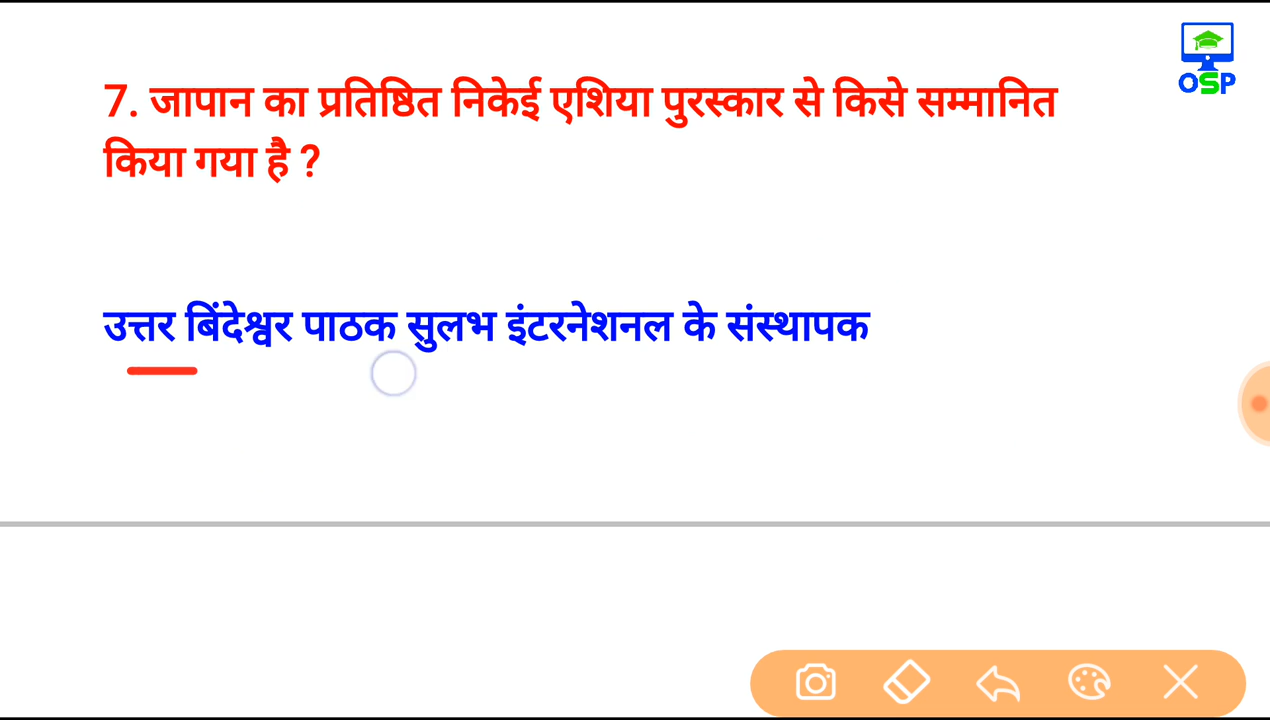 OSP
7. जापान का प्रतिष्ठित निकेई एशिया पुरस्कार से किसे सम्मानित
किया गया है ?
उत्तर बिंदेश्वर पाठक सुलभ इंटरनेशनल के संस्थापक